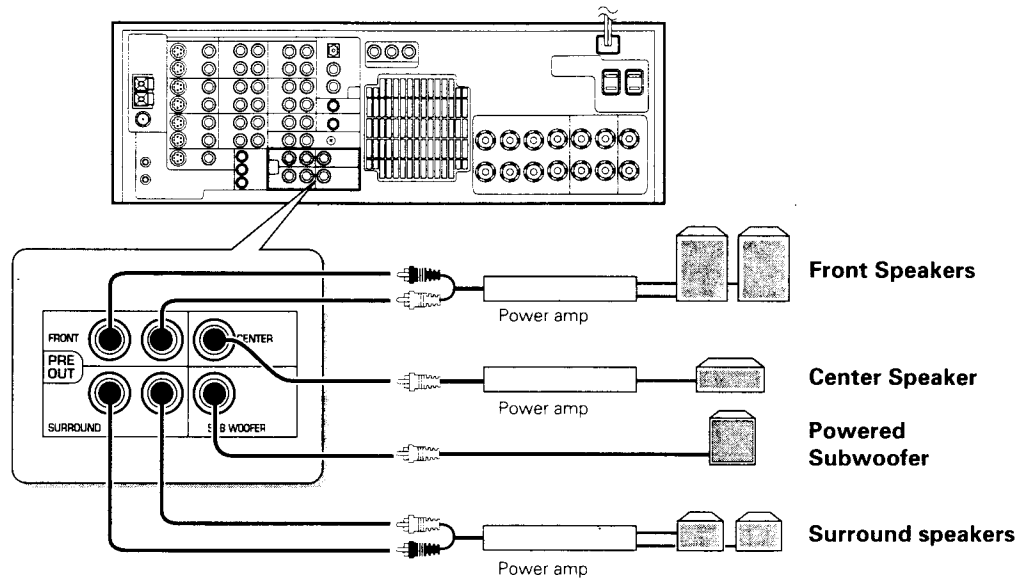 Front Speakers
Power amp
FRONT
CENTER
PRE
OUT
Center Speaker
Power amp
SURROUND
SUB WOOFER
Powered
Subwoofer
Surround speakers
Power amp